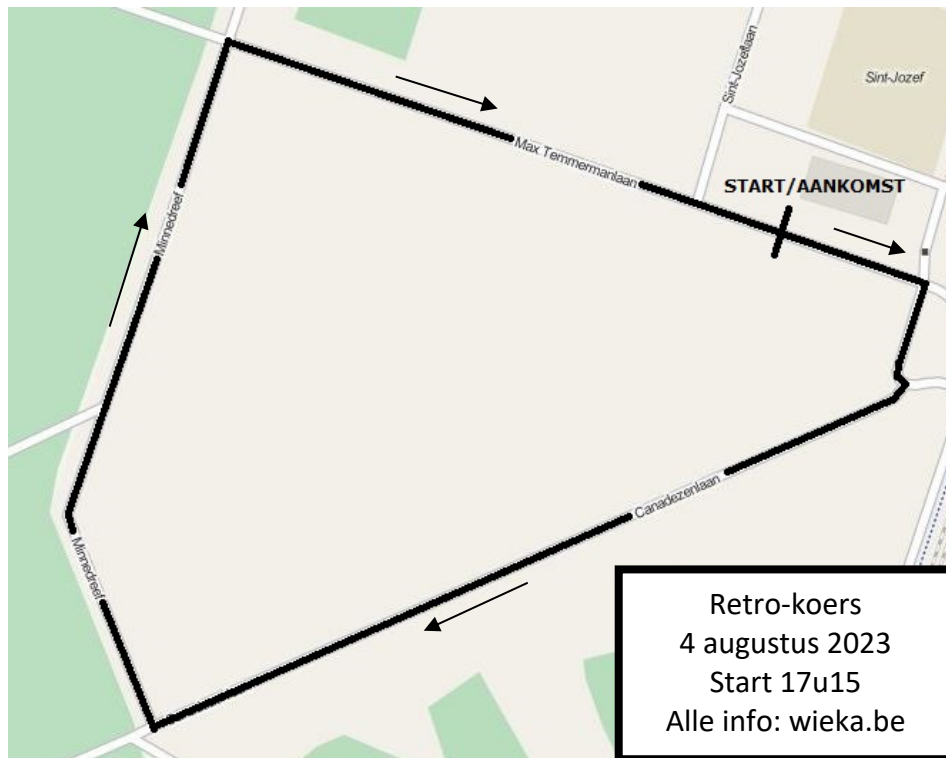 Sint-Jozeflaan
Sint-Jozef
Max Temmermanlaan
START/AANKOMST
Minnedreef
Canadezenlaan
Minnedreef
Retro-koers
4 augustus 2023
Start 17u15
Alle info: wieka.be